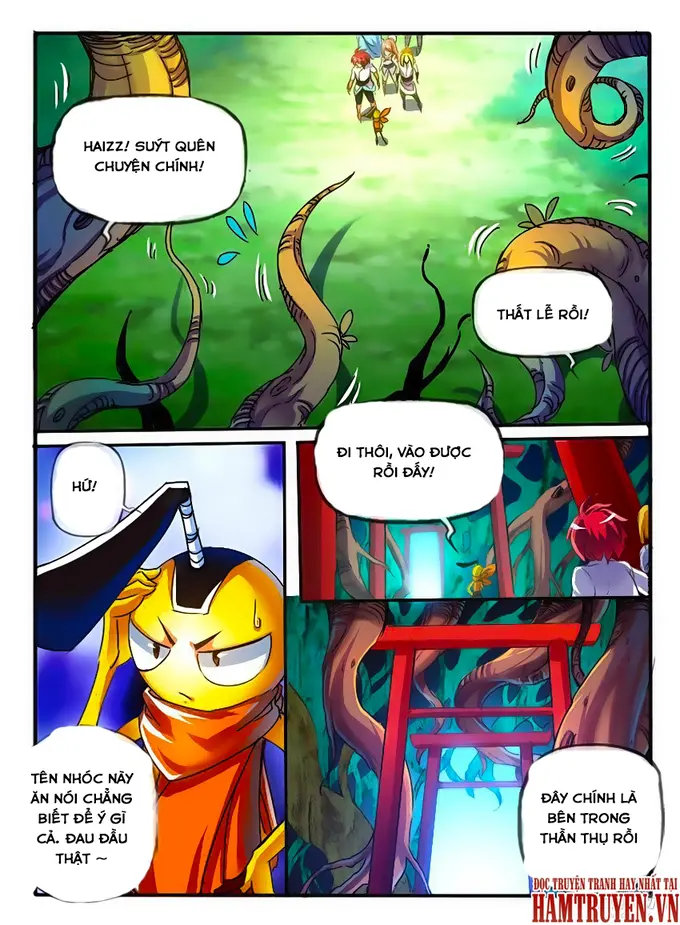 HAIZZ! SUÝT QUÊN
CHUYỆN CHÍNH!
THẤT LỄ RỒI!
HỨ!
ĐI THÔI, VÀO ĐƯỢC
RỒI ĐẤY!
TÊN NHÓC NÀY
ĂN NÓI CHẲNG
BIẾT ĐỂ Ý GÌ
CẢ. ĐAU ĐẦU
THẬT ~
ĐÂY CHÍNH LÀ
BÊN TRONG
THẦN THỤ RỒI
ĐỌC TRUYỆN TRANH HAY NHẤT TẠI
HAMTRUYEN.VN